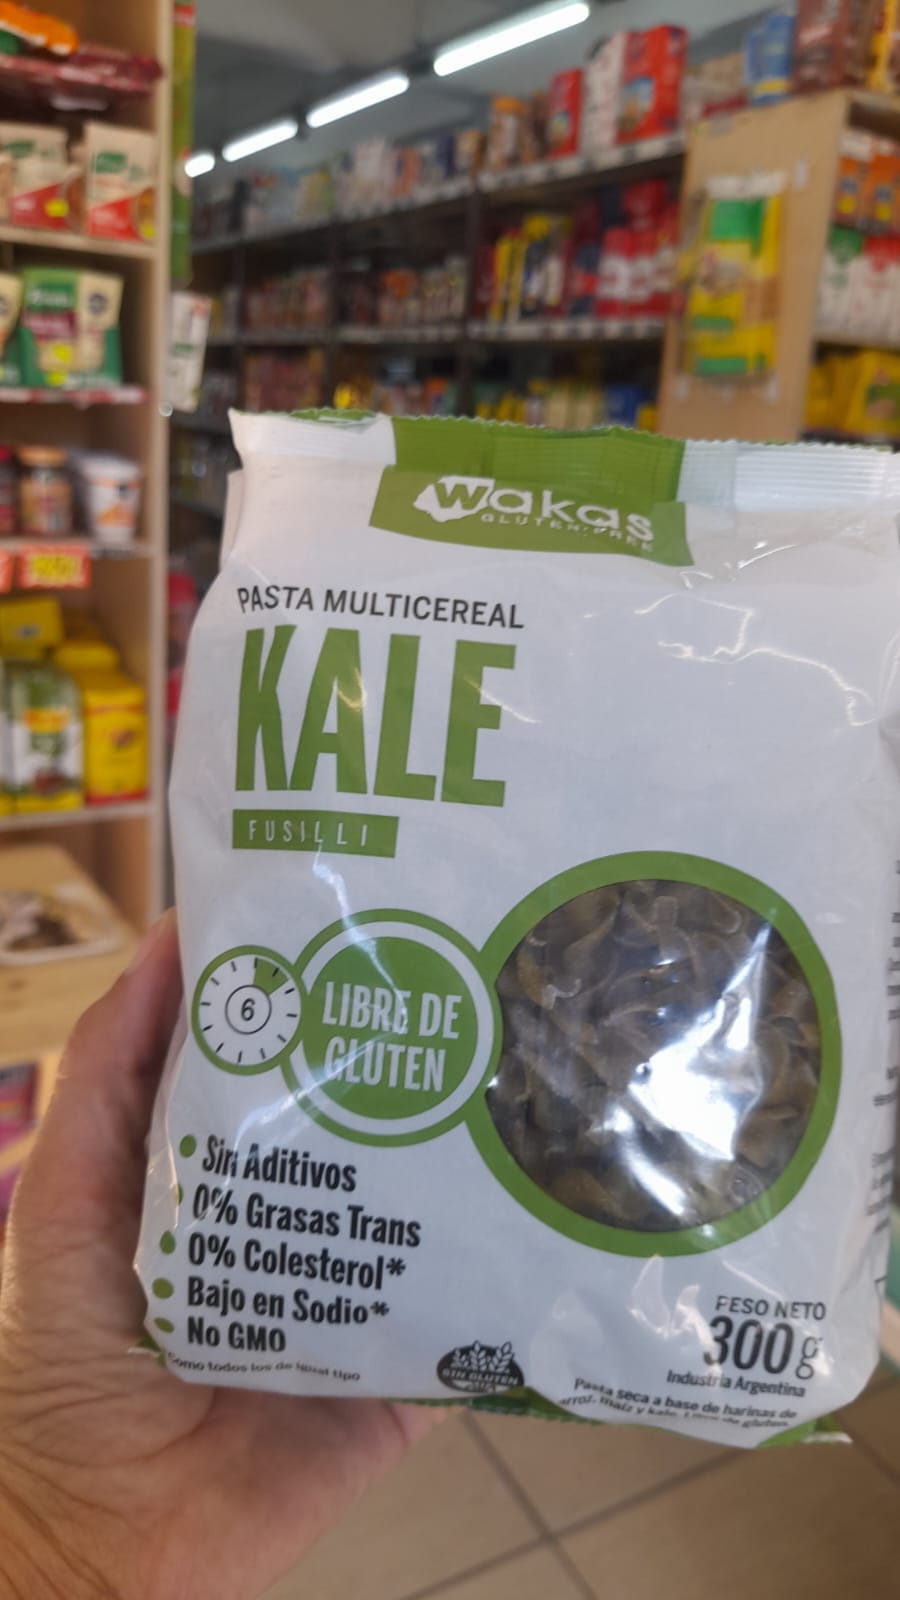 wakas
GLUTEN FREE
PASTA MULTICEREAL
KALE
FUSILLI
6
LIBRE DE
GLUTEN
Sin Aditivos
0% Grasas Trans
0% Colesterol*
Bajo en Sodio*
No GMO
Como todos los de igual tipo
SIN GLUTEN
PESO NETO
300 g
Industria Argentina
Pasta seca a base de harinas de
arroz, maíz y kale. Libre de gluten.